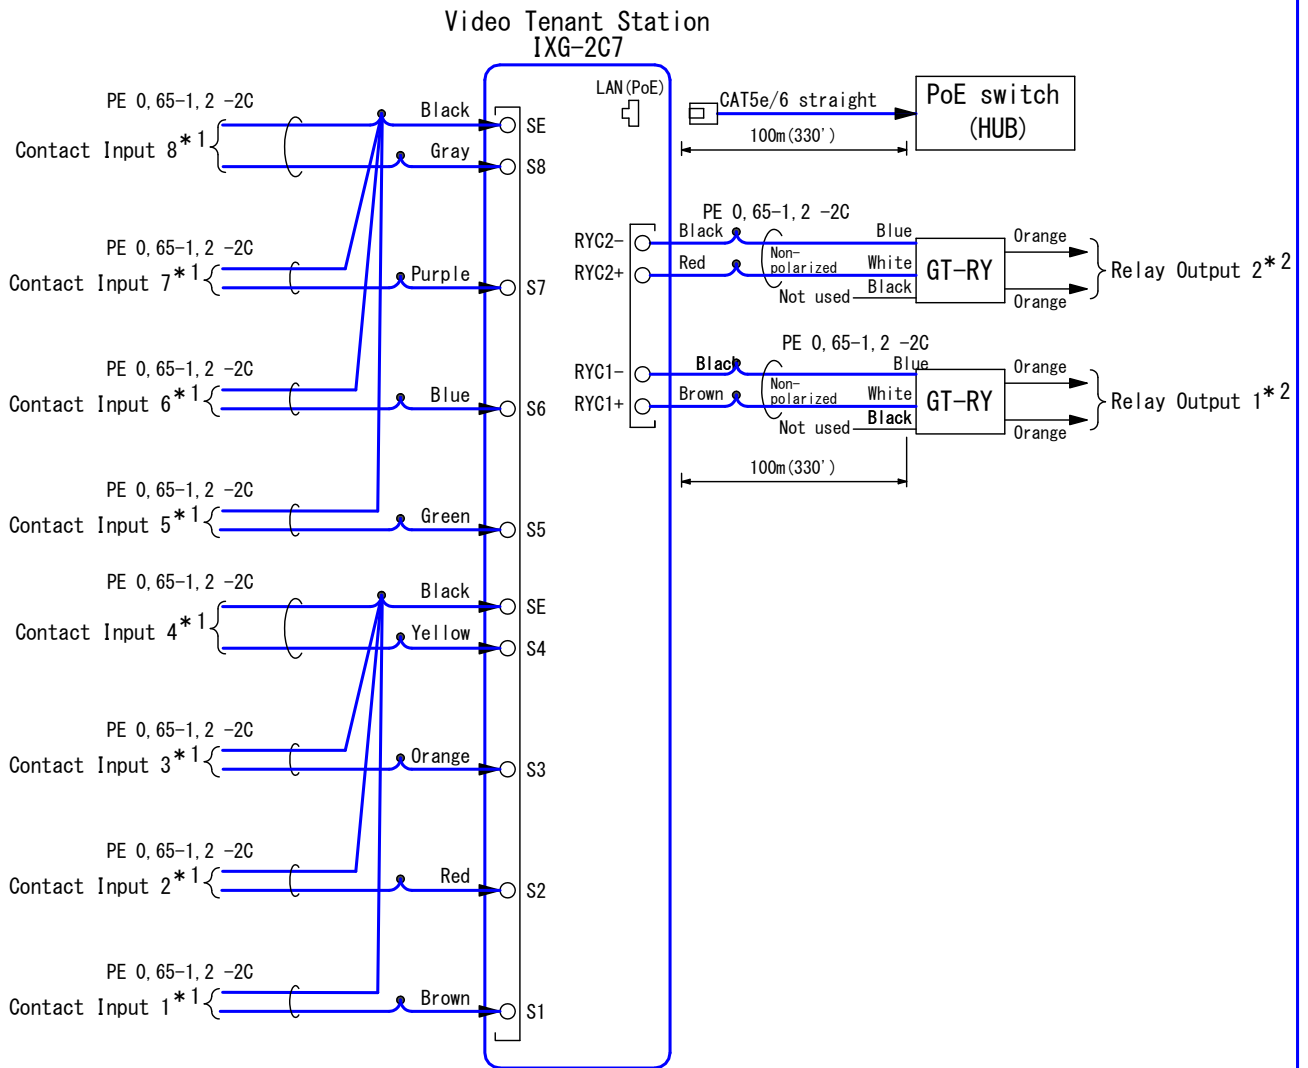 Video Tenant Station
IXG-2C7
LAN(PoE)
CAT5e/6 straight
PoE switch
(HUB)
100m(330')
PE 0,65-1,2 -2C
Black
SE
Contact Input 8*1
Gray
S8
PE 0,65-1,2 -2C
Contact Input 7*1
Purple
S7
PE 0,65-1,2 -2C
Contact Input 6*1
Blue
S6
PE 0,65-1,2 -2C
Contact Input 5*1
Green
S5
PE 0,65-1,2 -2C
Black
SE
Contact Input 4*1
Yellow
S4
PE 0,65-1,2 -2C
Contact Input 3*1
Orange
S3
PE 0,65-1,2 -2C
Contact Input 2*1
Red
S2
PE 0,65-1,2 -2C
Contact Input 1*1
Brown
S1
PE 0,65-1,2 -2C
RYC2-
Black
Blue
Orange
RYC2+
Red
Non-
polarized
White
GT-RY
Relay Output 2*2
Not used
Black
Orange
PE 0,65-1,2 -2C
RYC1-
Black
Blue
Orange
RYC1+
Brown
Non-
polarized
White
GT-RY
Relay Output 1*2
Not used
Black
Orange
100m(330')